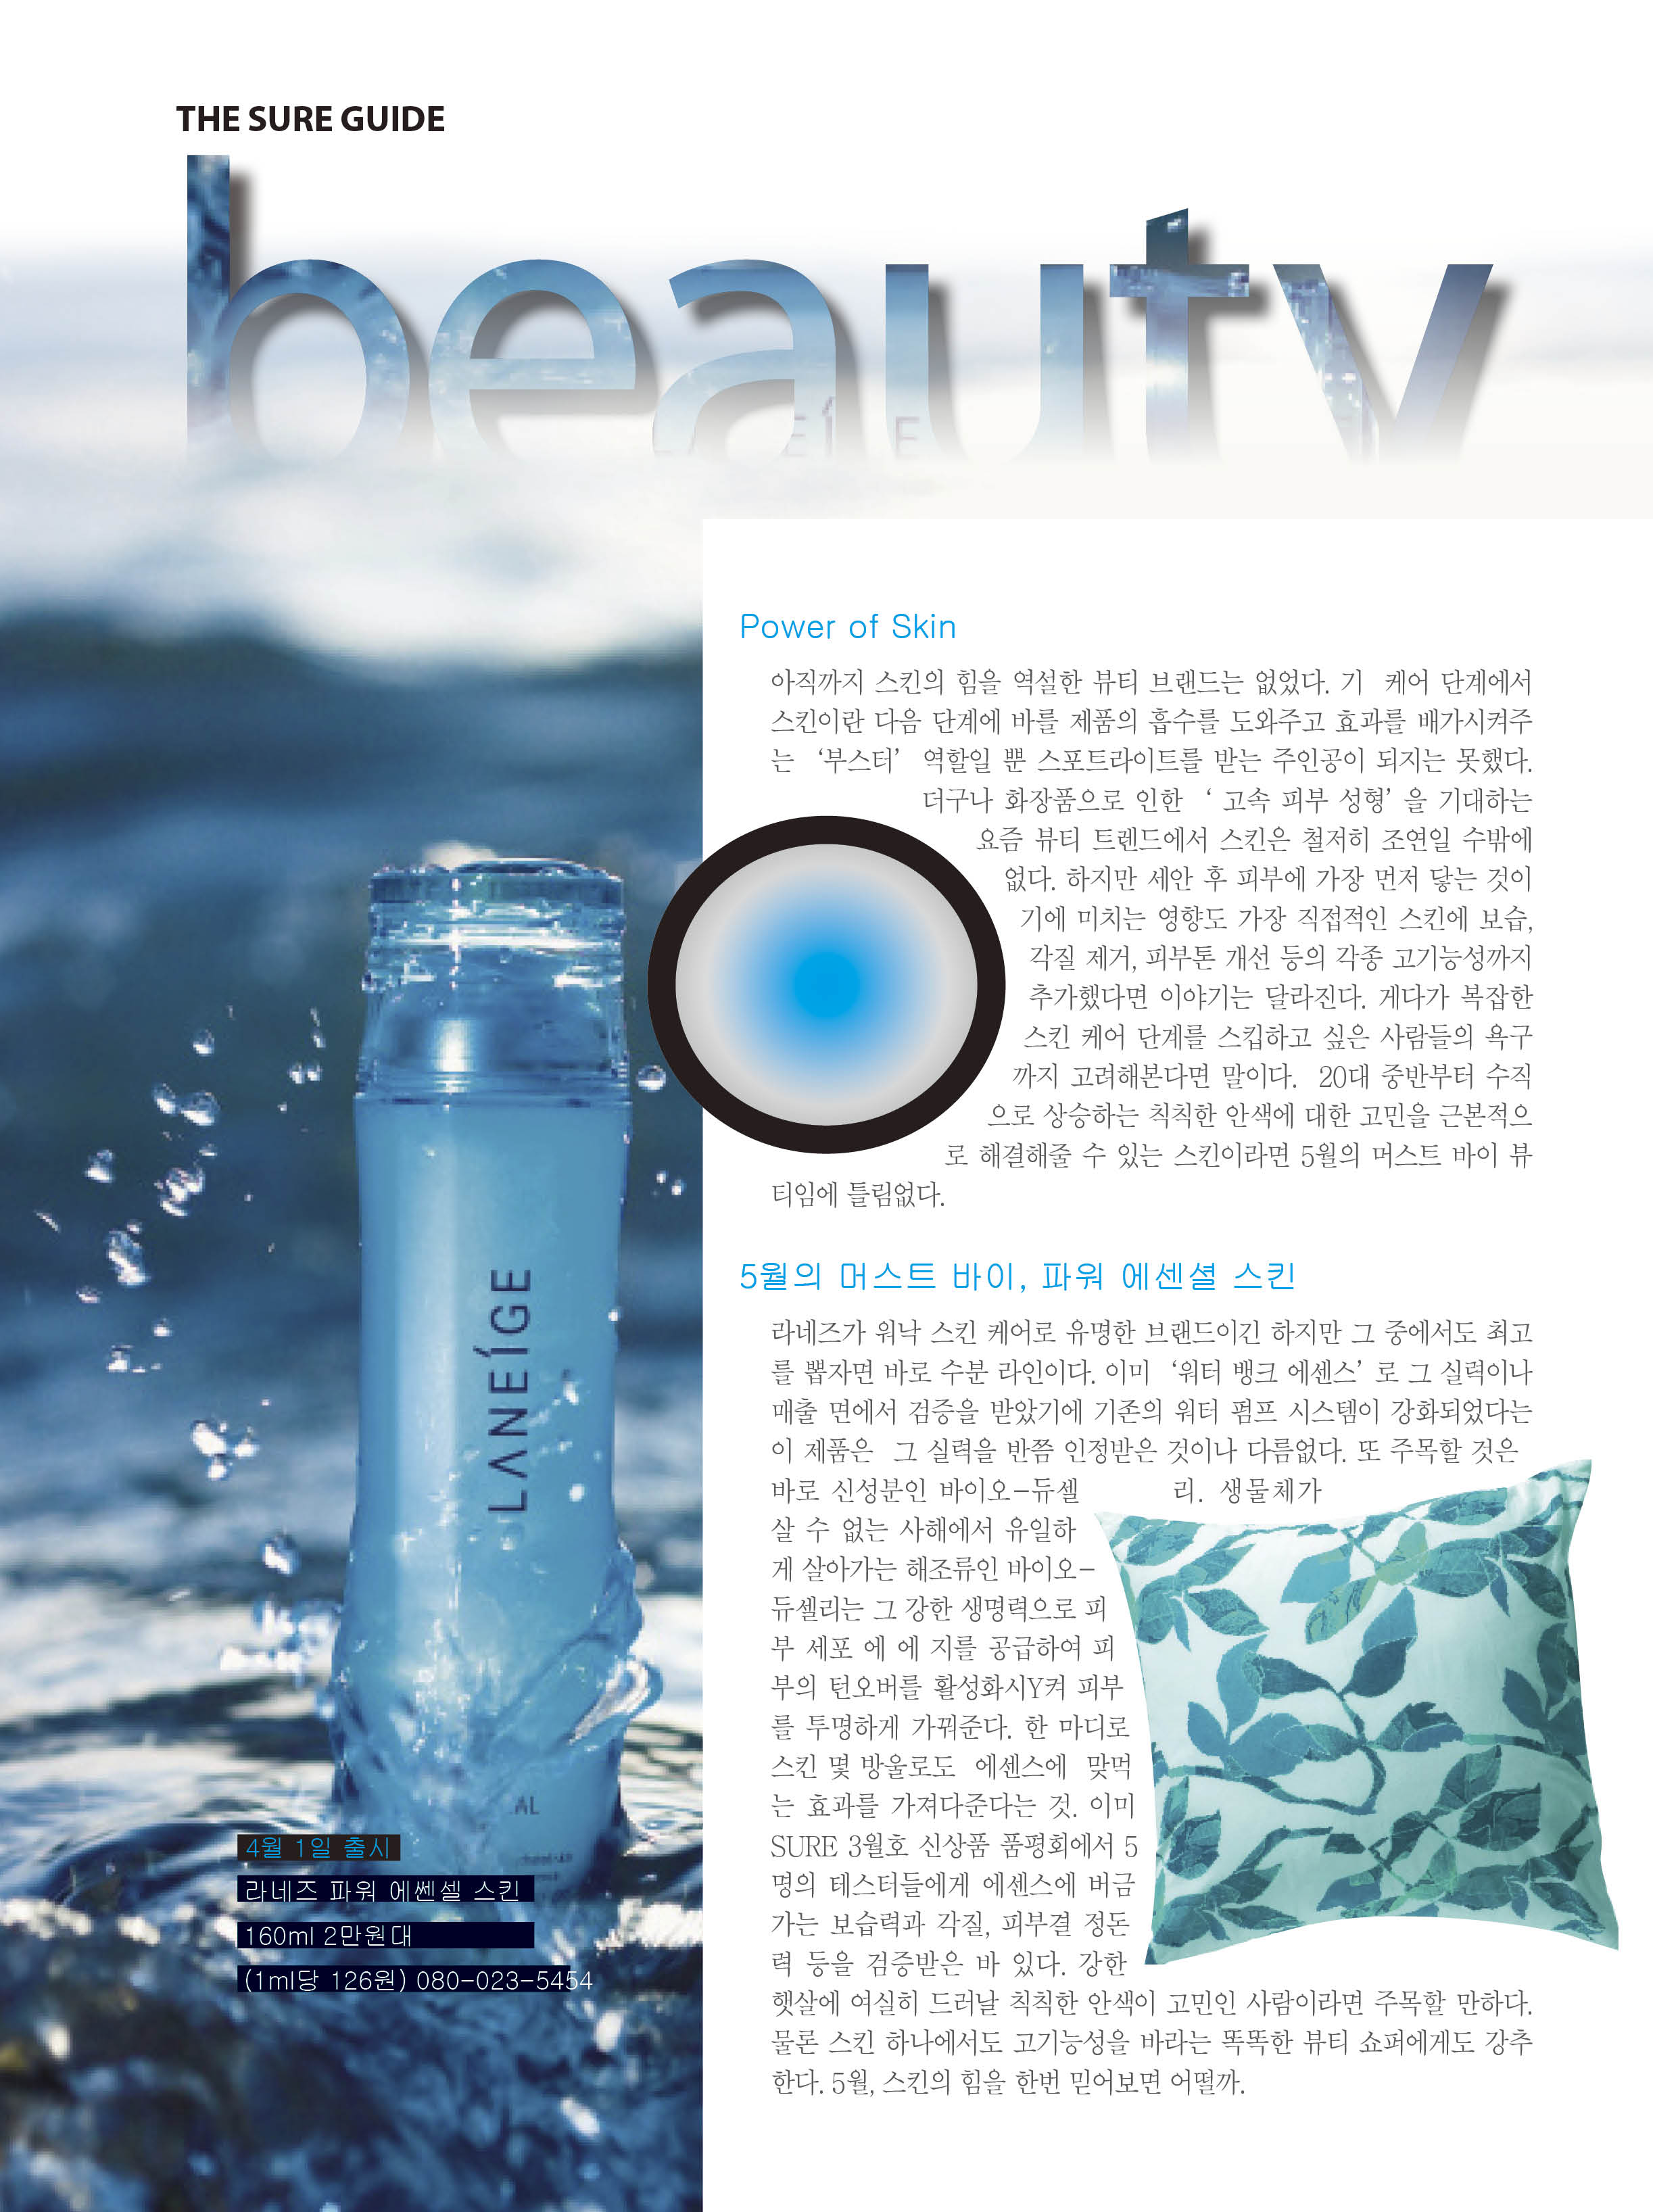 THE SURE GUIDE
beauty
Power of Skin
아직까지 스킨의 힘을 역설한 뷰티 브랜드는 없었다. 기 케어 단계에서
스킨이란 다음 단계에 바를 제품의 흡수를 도와주고 효과를 배가시켜주
는 ‘부스터’ 역할일 뿐 스포트라이트를 받는 주인공이 되지는 못했다.
더구나 화장품으로 인한 ‘ 고속 피부 성형’ 을 기대하는
요즘 뷰티 트렌드에서 스킨은 철저히 조연일 수밖에
없다. 하지만 세안 후 피부에 가장 먼저 닿는 것이
기에 미치는 영향도 가장 직접적인 스킨에 보습,
각질 제거, 피부톤 개선 등의 각종 고기능성까지
추가했다면 이야기는 달라진다. 게다가 복잡한
스킨 케어 단계를 스킵하고 싶은 사람들의 욕구
까지 고려해본다면 말이다. 20대 중반부터 수직
으로 상승하는 칙칙한 안색에 대한 고민을 근본적으
로 해결해줄 수 있는 스킨이라면 5월의 머스트 바이 뷰
티임에 틀림없다.
5월의 머스트 바이, 파워 에센셜 스킨
라네즈가 워낙 스킨 케어로 유명한 브랜드이긴 하지만 그 중에서도 최고
를 뽑자면 바로 수분 라인이다. 이미 ‘워터 뱅크 에센스’ 로 그 실력이나
매출 면에서 검증을 받았기에 기존의 워터 펌프 시스템이 강화되었다는
이 제품은 그 실력을 반쯤 인정받은 것이나 다름없다. 또 주목할 것은
바로 신성분인 바이오-듀셀 리. 생물체가
살 수 없는 사해에서 유일하
게 살아가는 해조류인 바이오-
듀셀리는 그 강한 생명력으로 피
부 세포 에 에 지를 공급하여 피
부의 턴오버를 활성화시Y켜 피부
를 투명하게 가꿔준다. 한 마디로
스킨 몇 방울로도 에센스에 맞먹
는 효과를 가져다준다는 것. 이미
SURE 3월호 신상품 품평회에서 5
명의 테스터들에게 에센스에 버금
가는 보습력과 각질, 피부결 정돈
력 등을 검증받은 바 있다. 강한
햇살에 여실히 드러날 칙칙한 안색이 고민인 사람이라면 주목할 만하다.
물론 스킨 하나에서도 고기능성을 바라는 똑똑한 뷰티 쇼퍼에게도 강추
한다. 5월, 스킨의 힘을 한번 믿어보면 어떨까.
LANEÍGE
AL
4월 1일 출시
라네즈 파워 에쎈셀 스킨
160ml 2만원대
(1ml당 126원) 080-023-5454